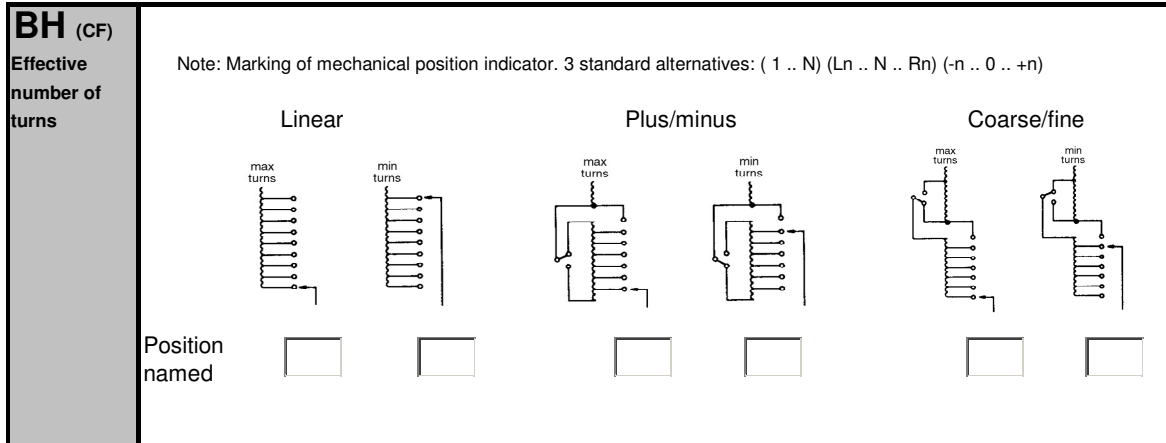 BH (CF)
Effective
number of
turns
Note: Marking of mechanical position indicator. 3 standard alternatives: ( 1 .. N) (Ln .. N .. Rn) (-n .. 0 .. +n)
Linear
Plus/minus
Coarse/fine
max
turns
min
turns
max
turns
min
turns
max
turns
min
turns
Position
named